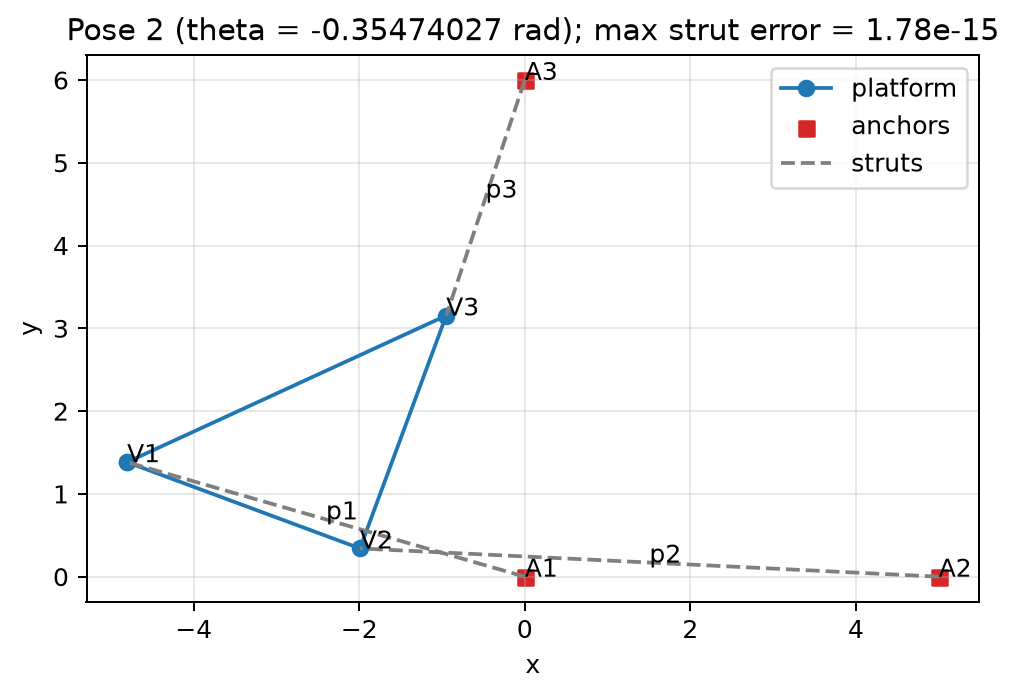 Pose 2 (theta = -0.35474027 rad); max strut error = 1.78e-15
platform
anchors
struts
A3
p3
V3
V1
p1
V2
p2
A1
A2
6
5
4
3
2
1
0
−4
−2
0
2
4
x
y